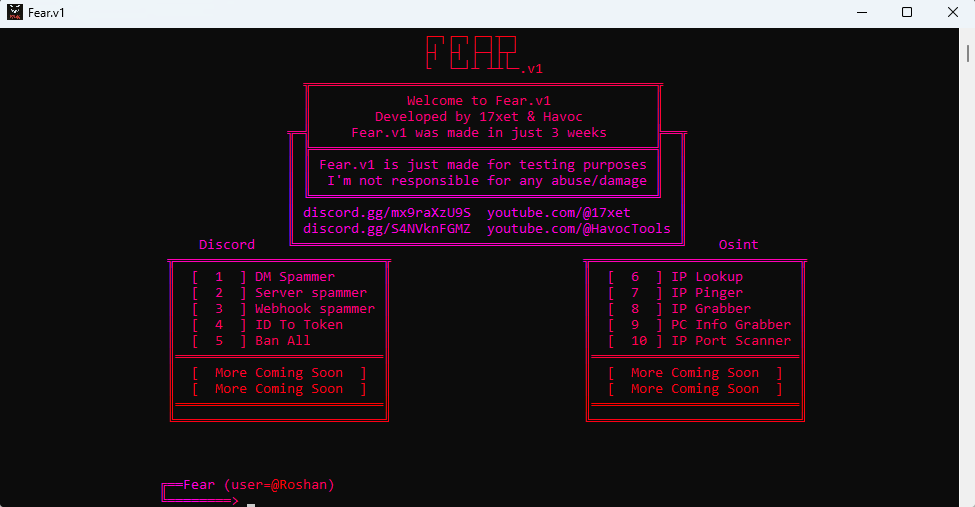 Fear.v1
FEAR
.v1
Welcome to Fear.v1
Developed by 17xet & Havoc
Fear.v1 was made in just 3 weeks
Fear.v1 is just made for testing purposes
I'm not responsible for any abuse/damage
discord.gg/mx9raXzU9S youtube.com/@17xet
discord.gg/S4NVknFGMZ youtube.com/@HavocTools
Discord
[ 1 ] DM Spammer
[ 2 ] Server spammer
[ 3 ] Webhook spammer
[ 4 ] ID To Token
[ 5 ] Ban All
[ More Coming Soon ]
[ More Coming Soon ]
Osint
[ 6 ] IP Lookup
[ 7 ] IP Pinger
[ 8 ] IP Grabber
[ 9 ] PC Info Grabber
[ 10 ] IP Port Scanner
[ More Coming Soon ]
[ More Coming Soon ]
Fear (user=@Roshan)
>